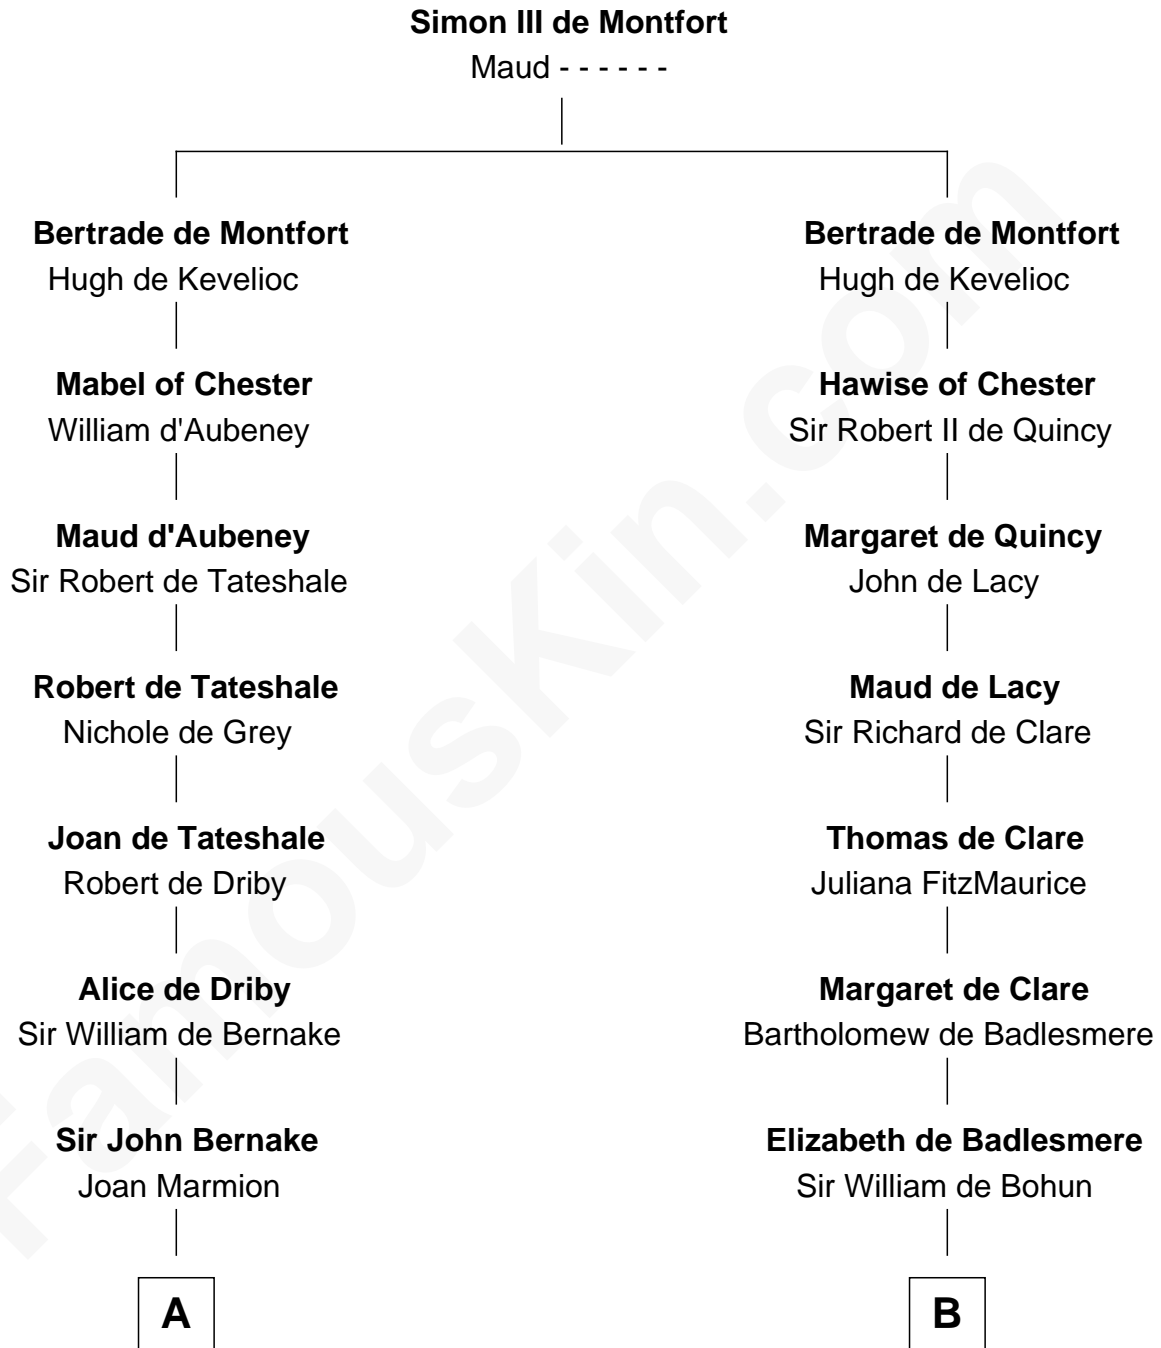 Simon III de Montfort
Maud - - - - - -
Bertrade de Montfort
Hugh de Kevelioc
Mabel of Chester
William d'Aubeney
Maud d'Aubeney
Sir Robert de Tateshale
Robert de Tateshale
Nichole de Grey
Joan de Tateshale
Robert de Driby
Alice de Driby
Sir William de Bernake
Sir John Bernake
Joan Marmion
A
Bertrade de Montfort
Hugh de Kevelioc
Hawise of Chester
Sir Robert II de Quincy
Margaret de Quincy
John de Lacy
Maud de Lacy
Sir Richard de Clare
Thomas de Clare
Juliana FitzMaurice
Margaret de Clare
Bartholomew de Badlesmere
Elizabeth de Badlesmere
Sir William de Bohun
B
FamousKin.com